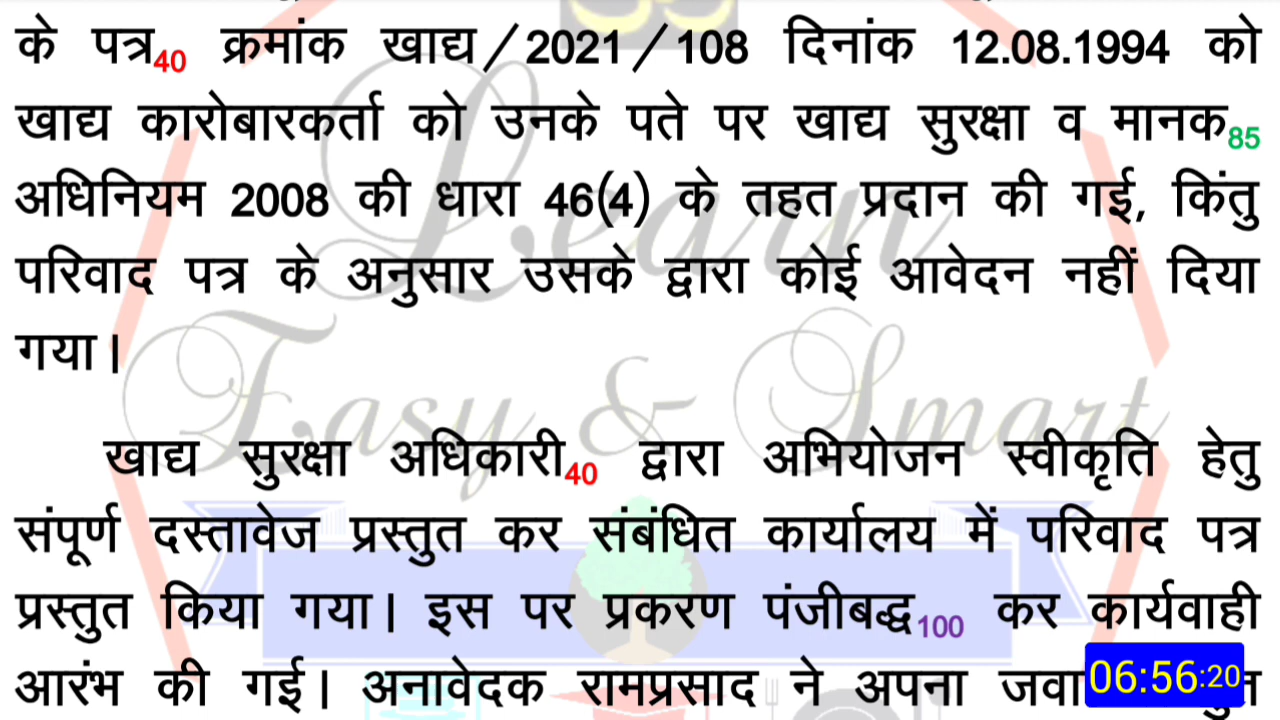 के पत्र40 क्रमांक खाद्य/2021/108 दिनांक 12.08.1994 को
खाद्य कारोबारकर्ता को उनके पते पर खाद्य सुरक्षा व मानक85
अधिनियम 2008 की धारा 46(4) के तहत प्रदान की गई, किंतु
परिवाद पत्र के अनुसार उसके द्वारा कोई आवेदन नहीं दिया
गया।
खाद्य सुरक्षा अधिकारी40 द्वारा अभियोजन स्वीकृति हेतु
संपूर्ण दस्तावेज प्रस्तुत कर संबंधित कार्यालय में परिवाद पत्र
प्रस्तुत किया गया। इस पर प्रकरण पंजीबद्ध100 कर कार्यवाही
आरंभ की गई। अनावेदक रामप्रसाद ने अपना
06:56:20
Learn
Easy & Smart